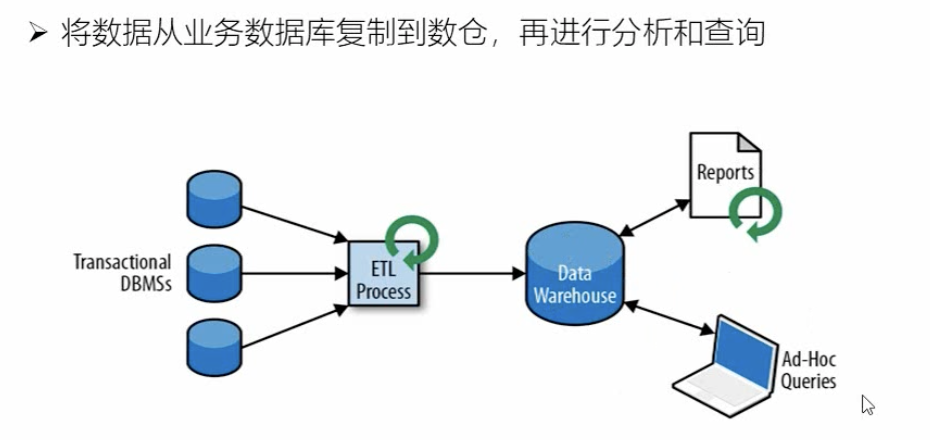 ➢ 将数据从业务数据库复制到数仓，再进行分析和查询
Reports
Transactional
DBMSs
ETL
Process
Data
Warehouse
Ad-Hoc
Queries